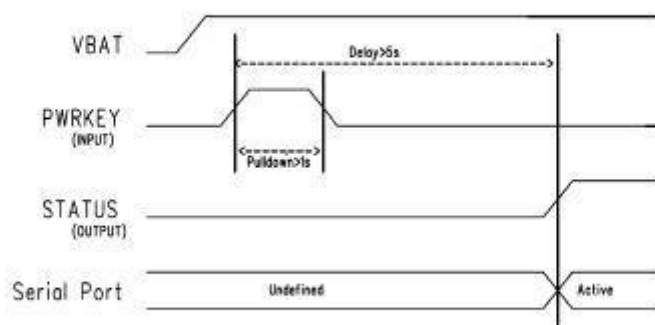 VBAT
Delay>5s
PWRKEY
(INPUT)
Pulldown>1s
STATUS
(OUTPUT)
Serial Port
Undefined
Active